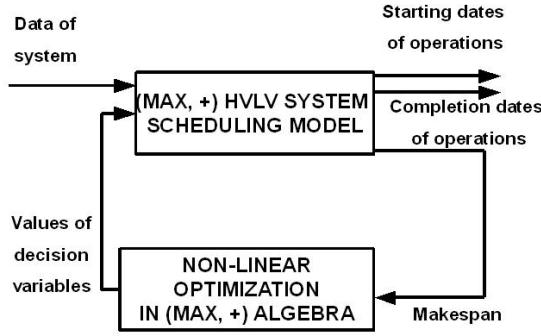 Data of
system
Starting dates
of operations
(MAX, +) HVLV SYSTEM
SCHEDULING MODEL
Completion dates
of operations
Values of
decision
variables
NON-LINEAR
OPTIMIZATION
IN (MAX, +) ALGEBRA
Makespan